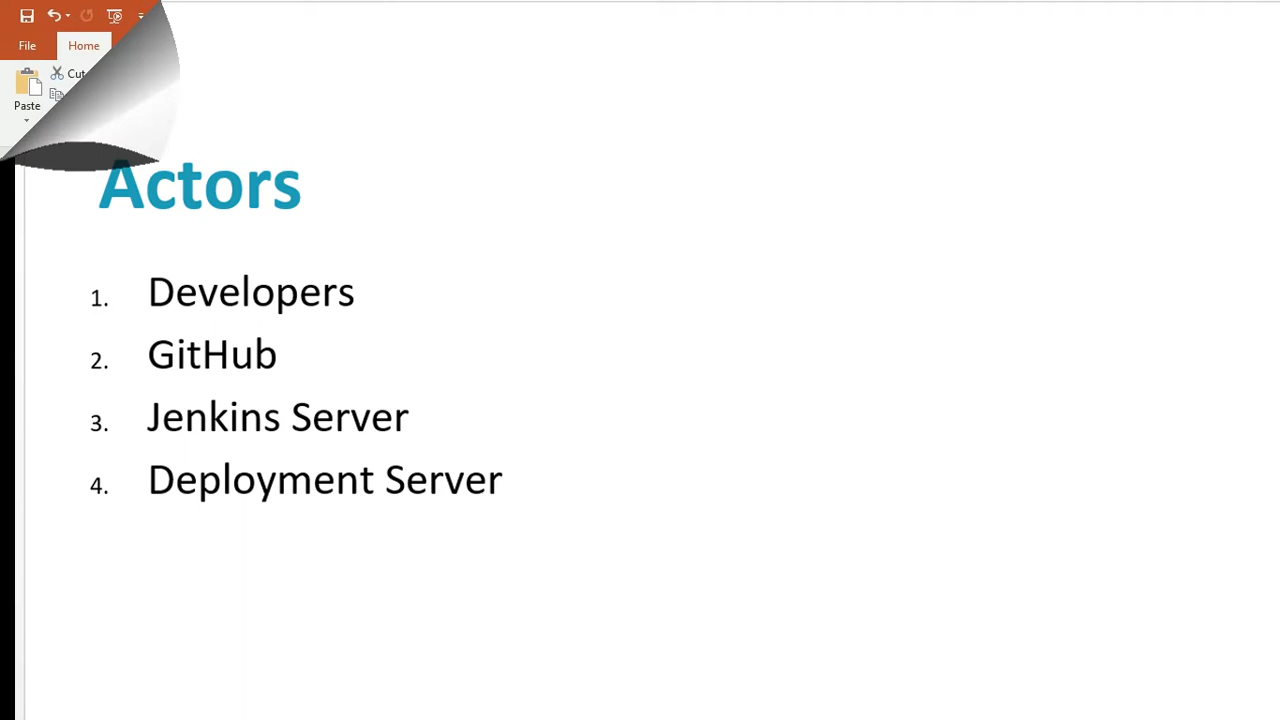 File Home
Cut
Paste
Actors
1. Developers
2. GitHub
3. Jenkins Server
4. Deployment Server